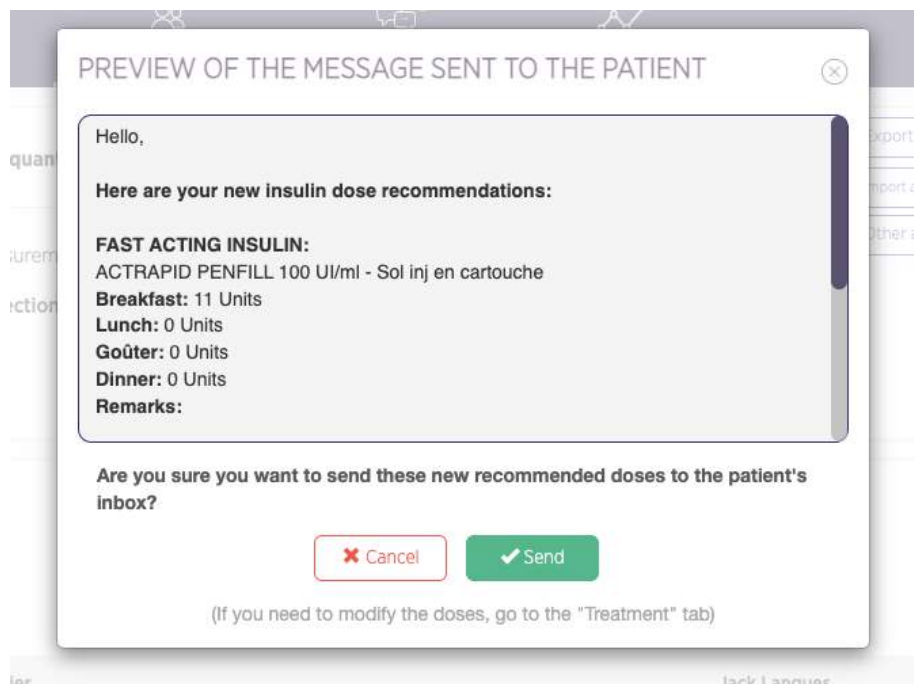 PREVIEW OF THE MESSAGE SENT TO THE PATIENT
Hello,
Here are your new insulin dose recommendations:
FAST ACTING INSULIN:
ACTRAPID PENFILL 100 UI/ml - Sol inj en cartouche
Breakfast: 11 Units
Lunch: 0 Units
Goûter: 0 Units
Dinner: 0 Units
Remarks:
Are you sure you want to send these new recommended doses to the patient's
inbox?
Cancel
Send
(If you need to modify the doses, go to the "Treatment" tab)
Export
Other
quan